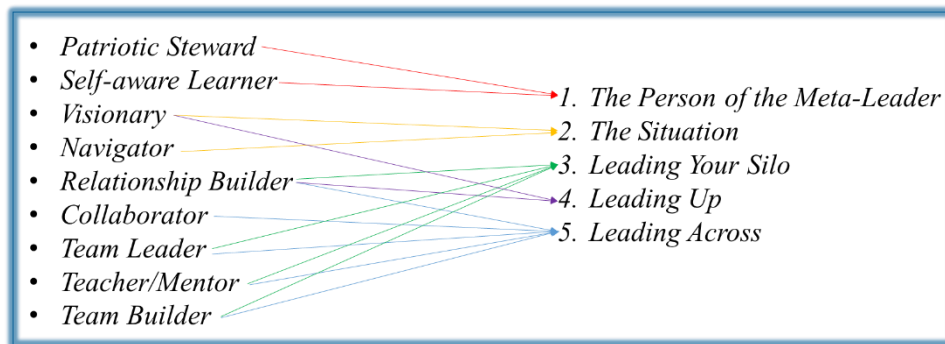 • Patriotic Steward
• Self-aware Learner
• Visionary
• Navigator
• Relationship Builder
• Collaborator
• Team Leader
• Teacher/Mentor
• Team Builder
1. The Person of the Meta-Leader
2. The Situation
3. Leading Your Silo
4. Leading Up
5. Leading Across